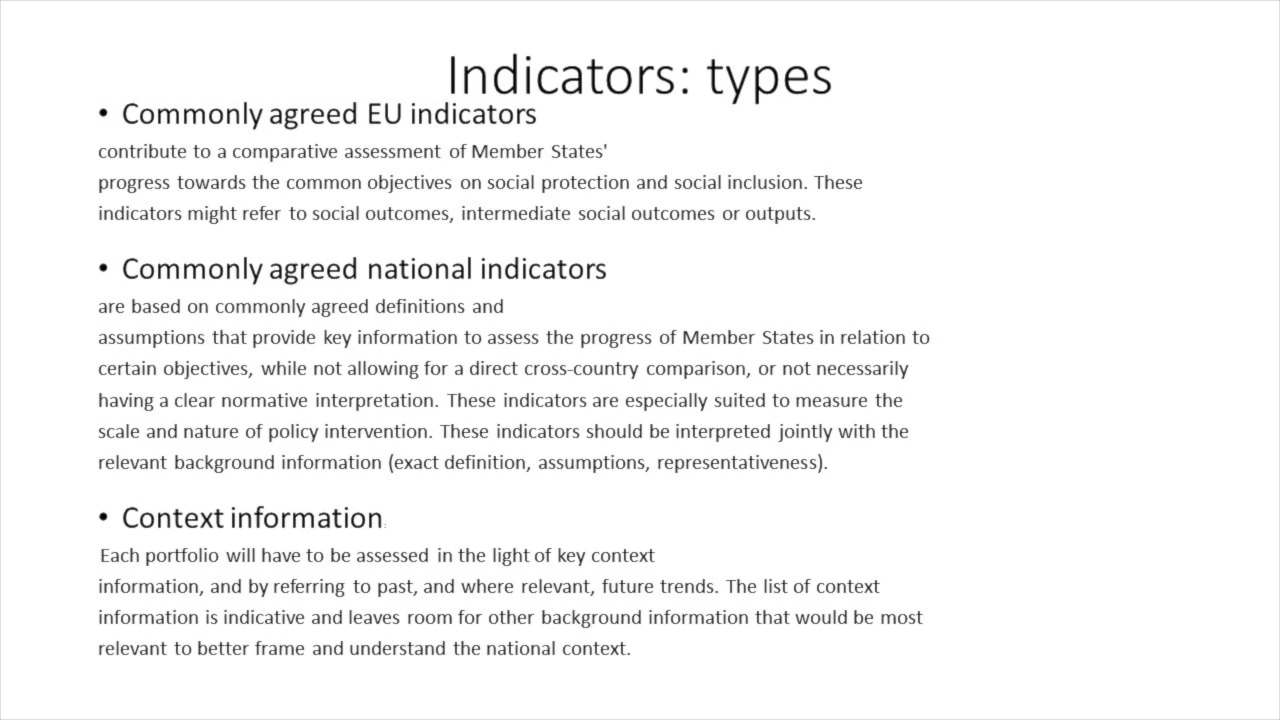 Indicators: types
• Commonly agreed EU indicators
contribute to a comparative assessment of Member States'
progress towards the common objectives on social protection and social inclusion. These
indicators might refer to social outcomes, intermediate social outcomes or outputs.
• Commonly agreed national indicators
are based on commonly agreed definitions and
assumptions that provide key information to assess the progress of Member States in relation to
certain objectives, while not allowing for a direct cross-country comparison, or not necessarily
having a clear normative interpretation. These indicators are especially suited to measure the
scale and nature of policy intervention. These indicators should be interpreted jointly with the
relevant background information (exact definition, assumptions, representativeness).
• Context information:
Each portfolio will have to be assessed in the light of key context
information, and by referring to past, and where relevant, future trends. The list of context
information is indicative and leaves room for other background information that would be most
relevant to better frame and understand the national context.